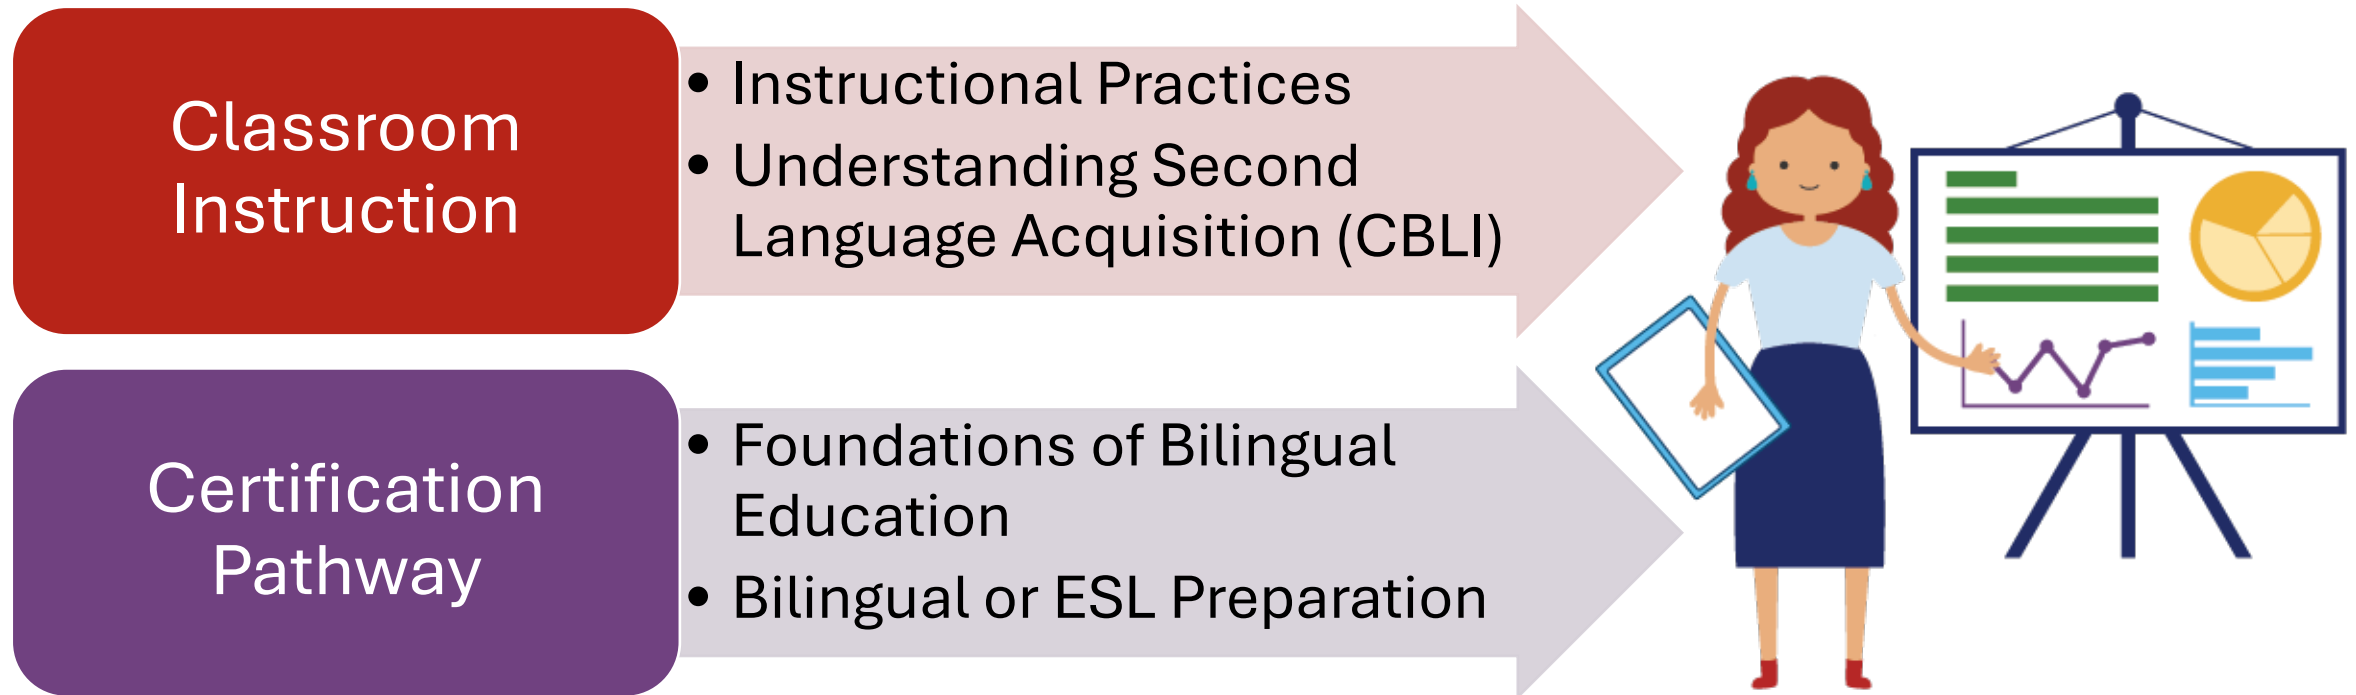 Classroom
Instruction
• Instructional Practices
• Understanding Second
Language Acquisition (CBLI)
Certification
Pathway
• Foundations of Bilingual
Education
• Bilingual or ESL Preparation